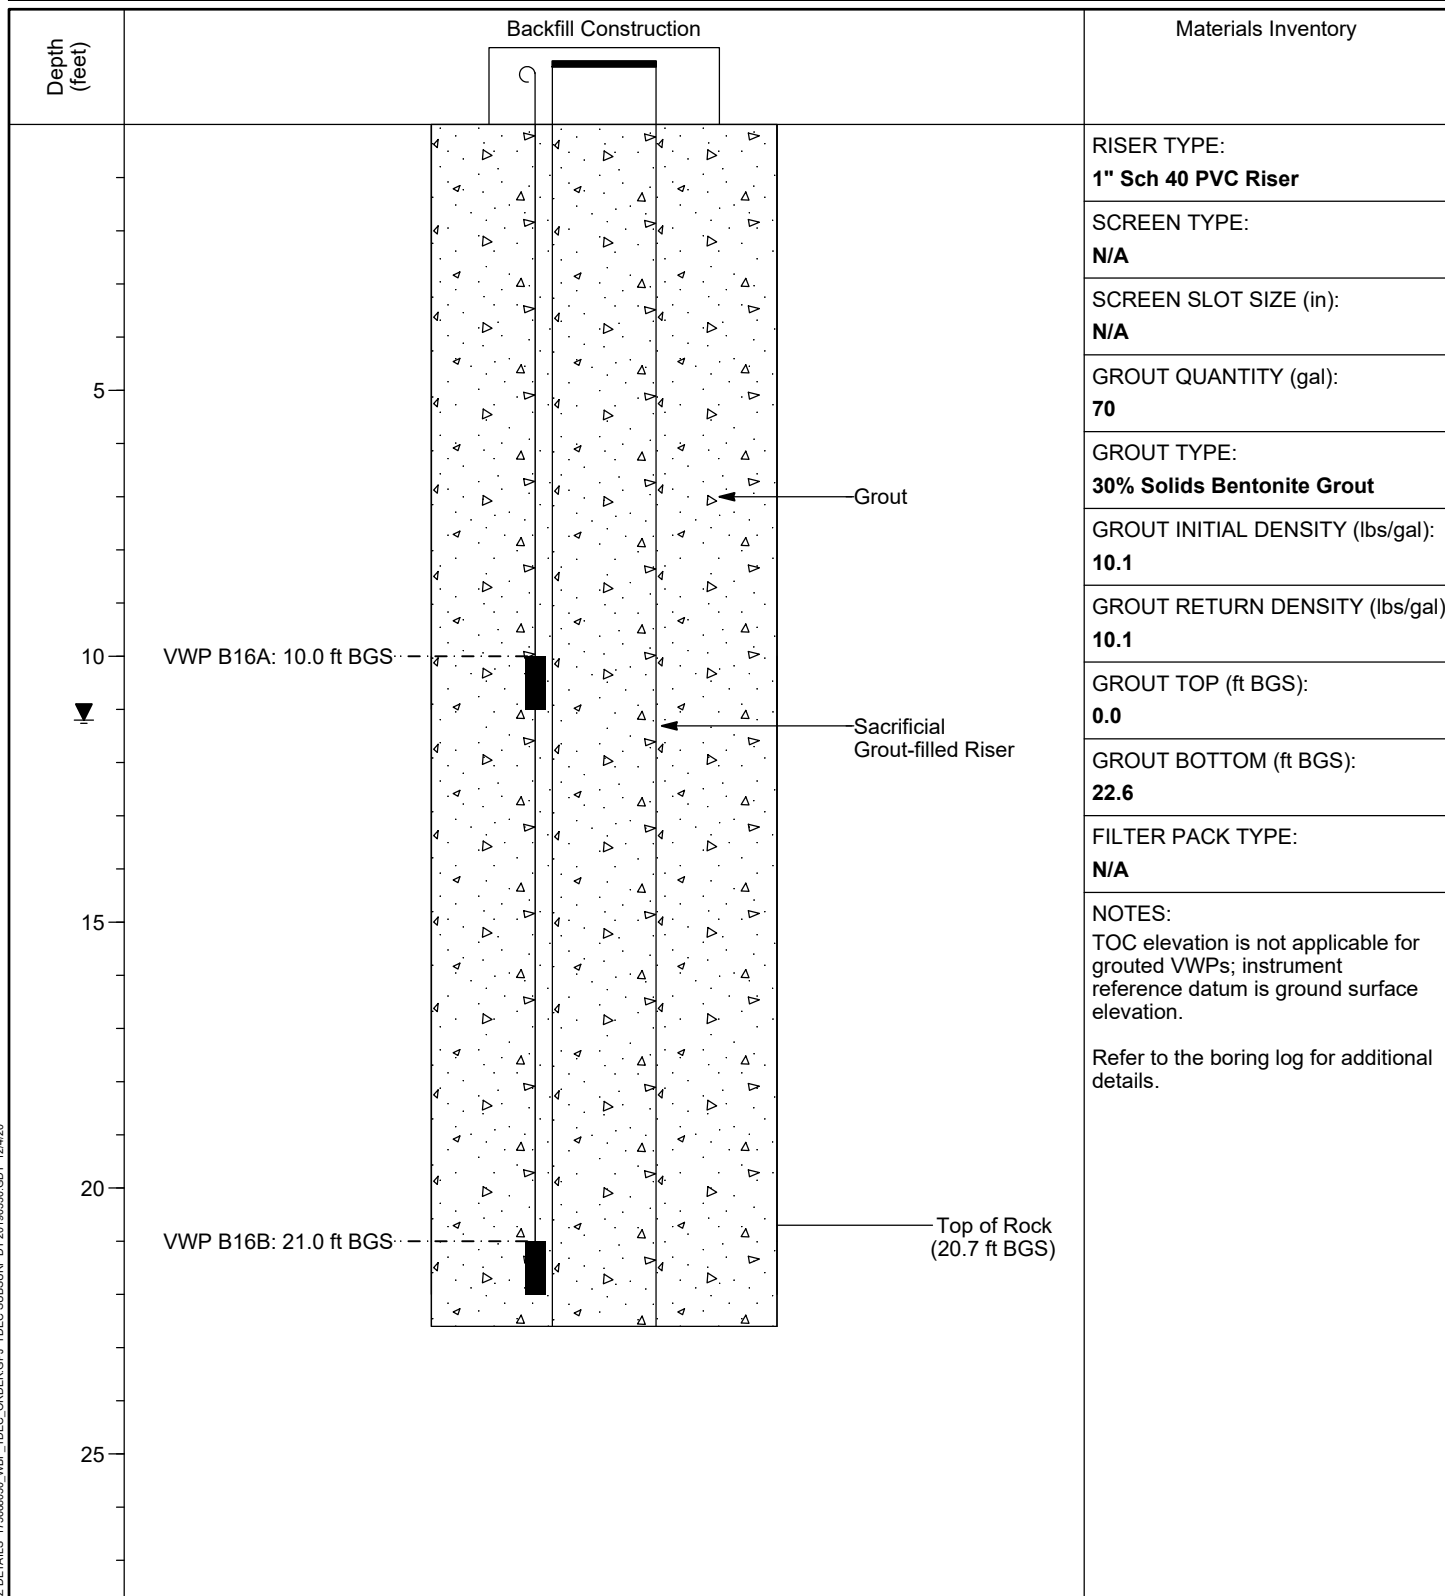 Depth
(feet)
Backfill Construction
Materials Inventory
RISER TYPE:
1" Sch 40 PVC Riser
SCREEN TYPE:
N/A
SCREEN SLOT SIZE (in):
N/A
GROUT QUANTITY (gal):
70
GROUT TYPE:
30% Solids Bentonite Grout
GROUT INITIAL DENSITY (lbs/gal):
10.1
GROUT RETURN DENSITY (lbs/gal)
10.1
GROUT TOP (ft BGS):
0.0
GROUT BOTTOM (ft BGS):
22.6
FILTER PACK TYPE:
N/A
NOTES:
TOC elevation is not applicable for
grouted VWPs; instrument
reference datum is ground surface
elevation.
Refer to the boring log for additional
details.
5
Grout
10
VWP B16A: 10.0 ft BGS
Sacrificial
Grout-filled Riser
15
20
Top of Rock
(20.7 ft BGS)
VWP B16B: 21.0 ft BGS
25